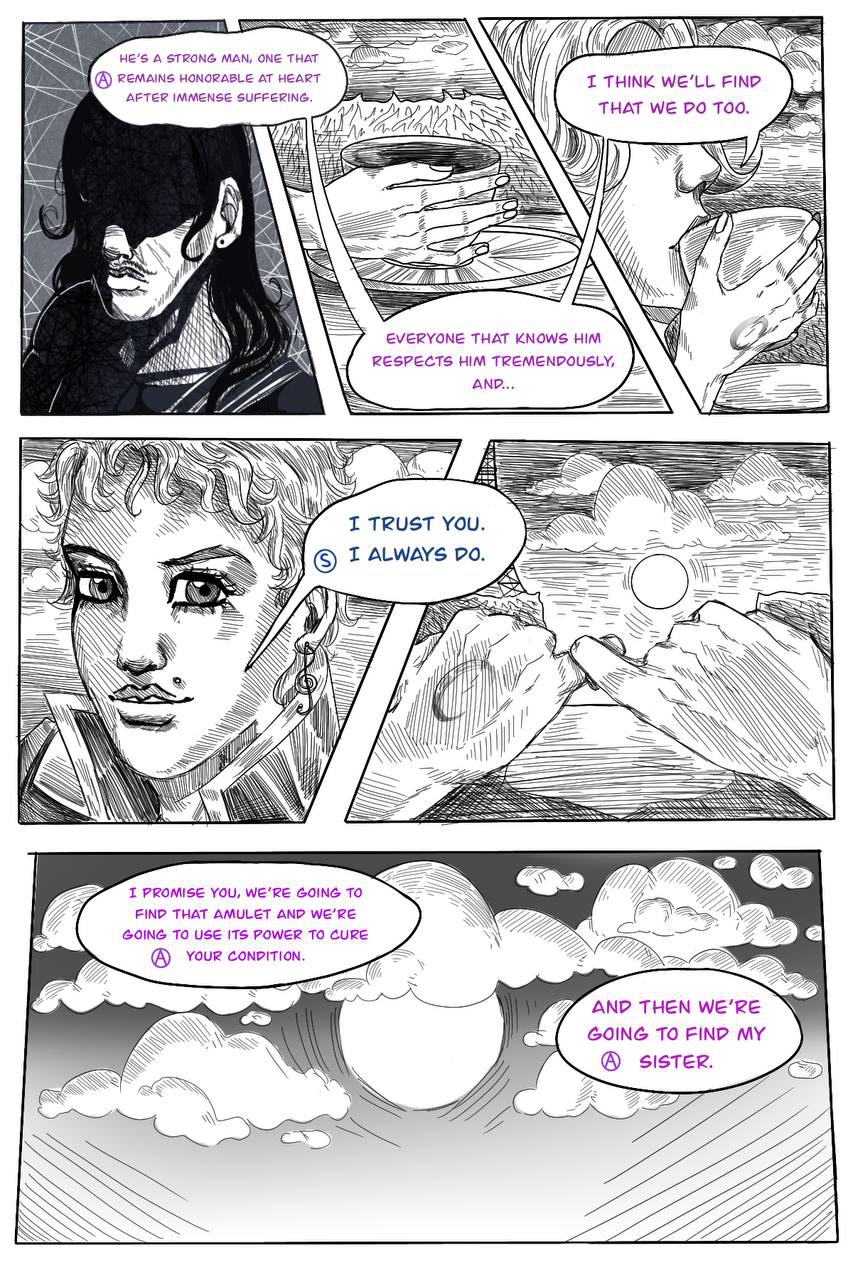 HE'S A STRONG MAN, ONE THAT
Ⓐ REMAINS HONORABLE AT HEART
AFTER IMMENSE SUFFERING.
EVERYONE THAT KNOWS HIM
RESPECTS HIM TREMENDOUSLY,
AND...
I THINK WE'LL FIND
THAT WE DO TOO.
I TRUST YOU.
Ⓢ I ALWAYS DO.
I PROMISE YOU, WE'RE GOING TO
FIND THAT AMULET AND WE'RE
GOING TO USE ITS POWER TO CURE
Ⓐ YOUR CONDITION.
AND THEN WE'RE
GOING TO FIND MY
Ⓐ SISTER.